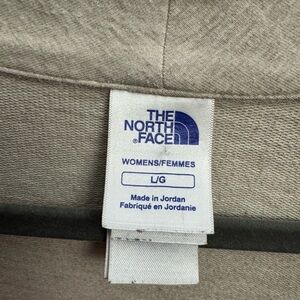 THE
NORTH
FACE
WOMENS/FEMMES
L/G
Made in Jordan
Fabriqué en Jordanie